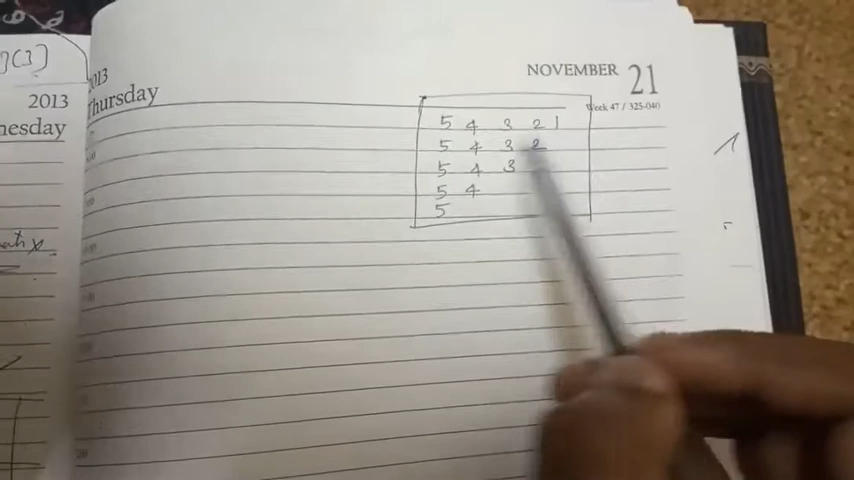 2013
nesday
2013
Thursday
NOVEMBER 21
Week 47 / 325-040
5 4 3 2 1
5 4 3 2
5 4 3
5 4
5